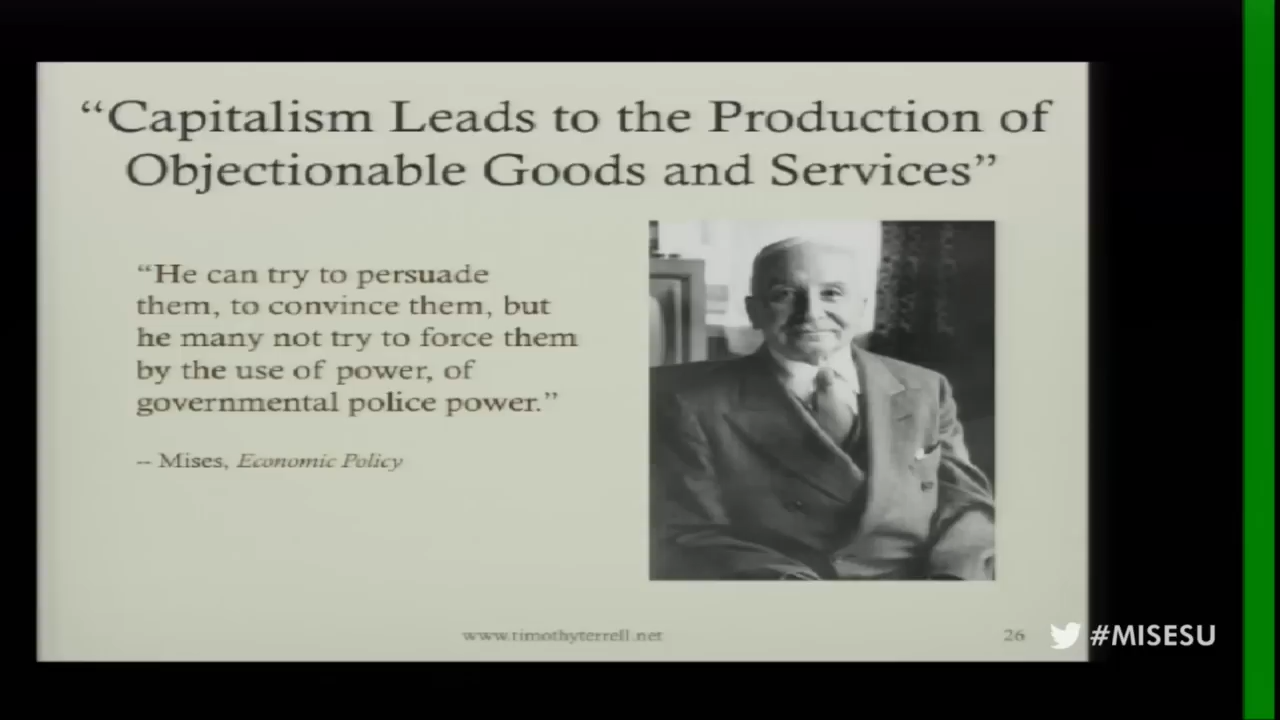 “Capitalism Leads to the Production of
Objectionable Goods and Services”
“He can try to persuade
them, to convince them, but
he many not try to force them
by the use of power, of
governmental police power.”
-- Mises, Economic Policy
www.timothyterrell.net
26
#MISESU